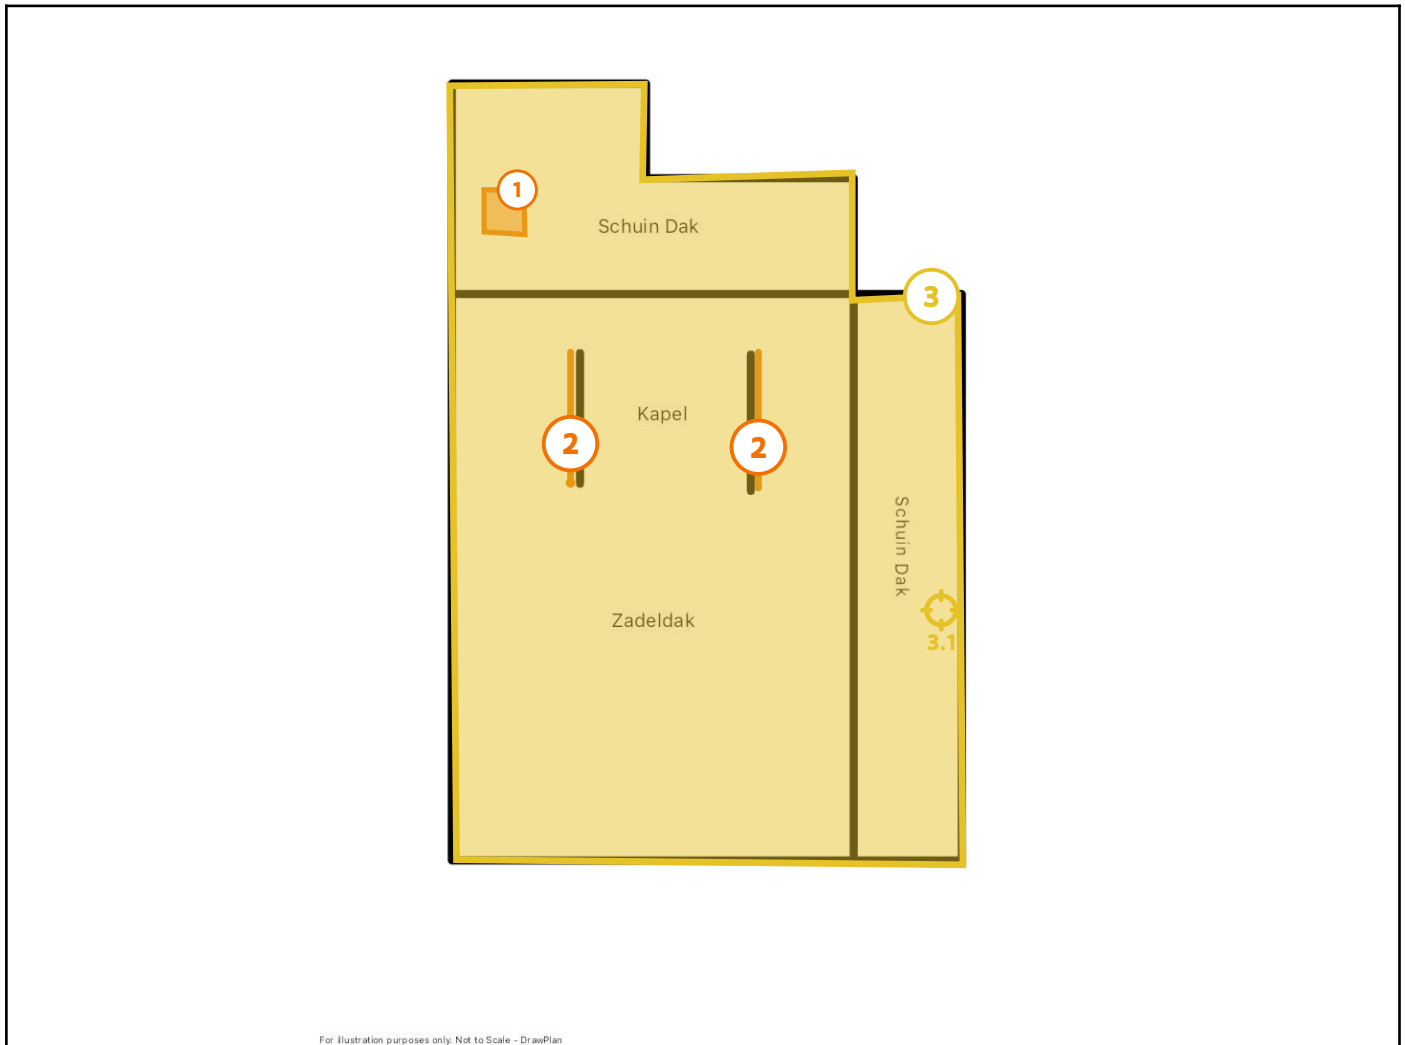 1
Schuin Dak
3
Kapel
2
2
Schuin Dak
Zadeldak
3.1
For illustration purposes only. Not to Scale - DrawPlan